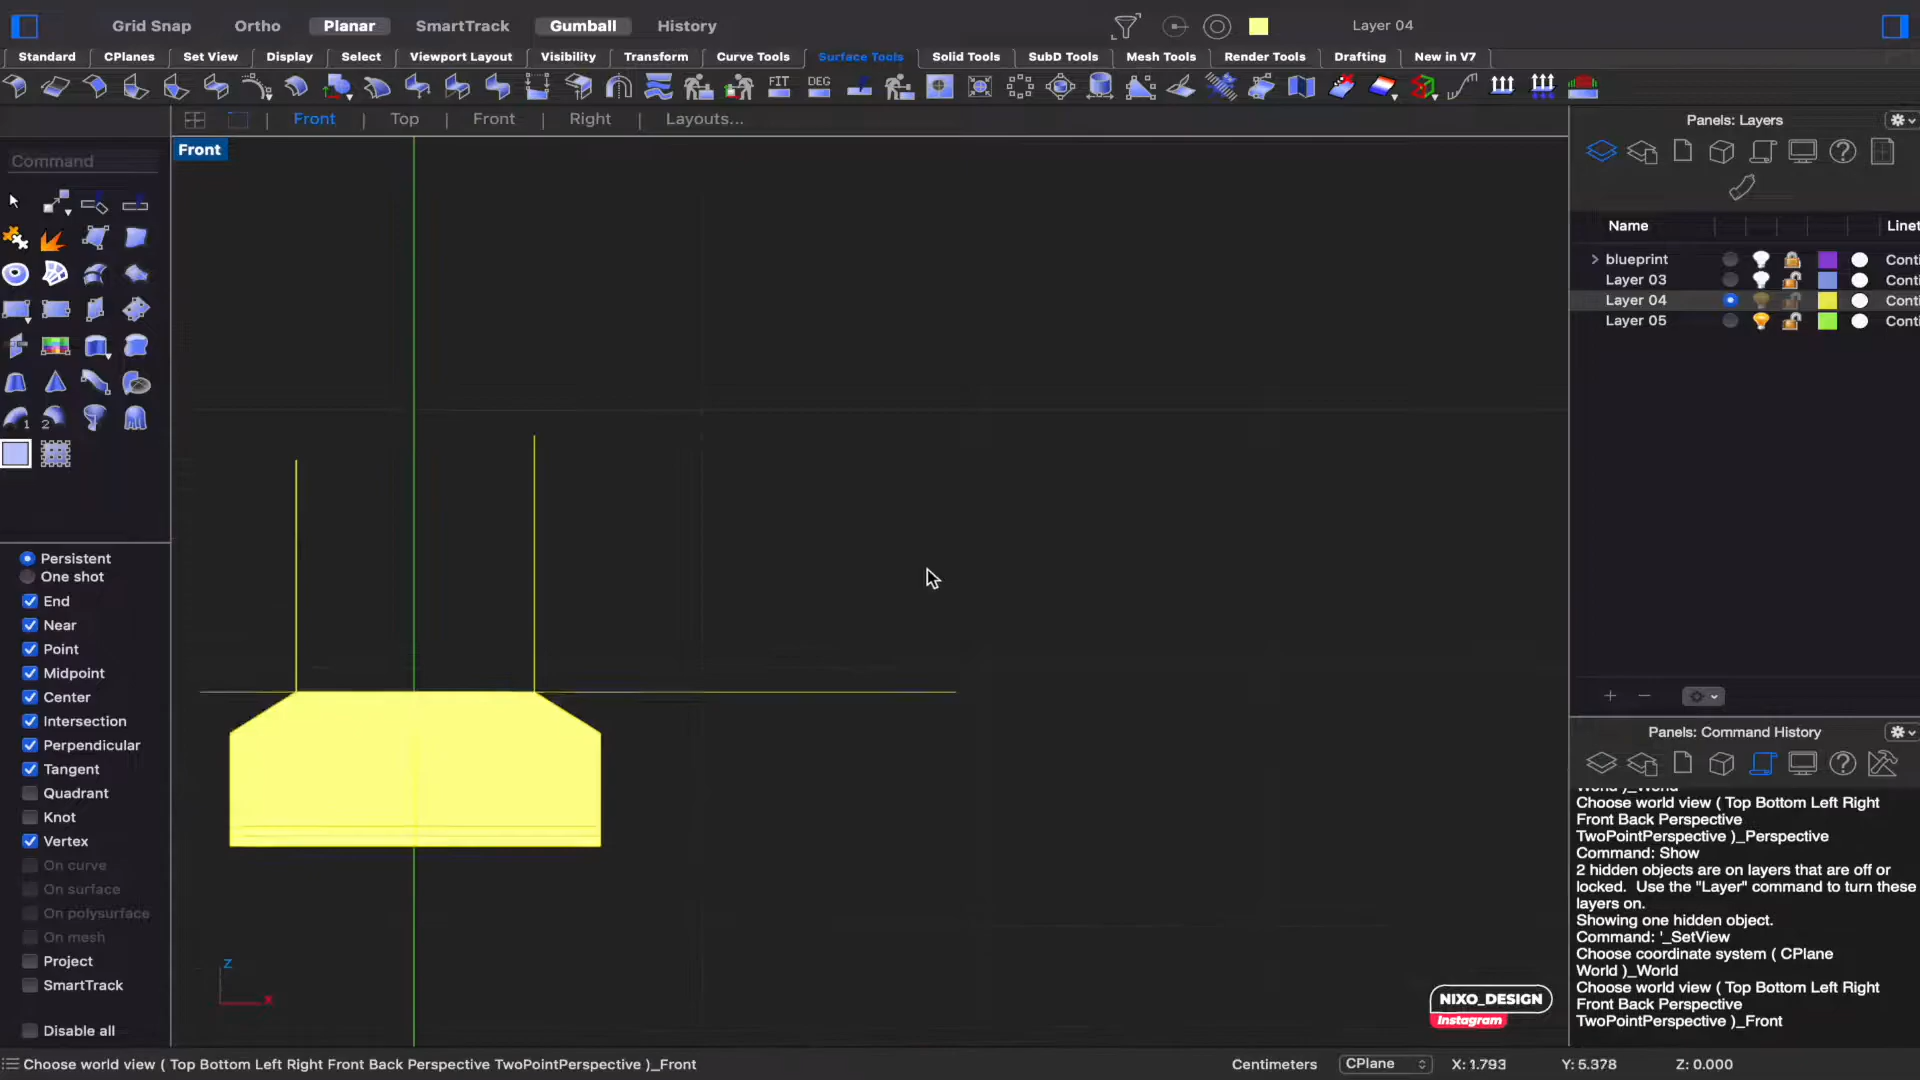 Grid Snap Ortho Planar SmartTrack Gumball History Layer 04
Standard CPlanes Set View Display Select Viewport Layout Visibility Transform Curve Tools Surface Tools Solid Tools SubD Tools Mesh Tools Render Tools Drafting New in V7
FIT DEG
Front Top Front Right Layouts... Panels: Layers
Front
Command
Name Linet
blueprint Conti
Layer 03 Conti
Layer 04 Conti
Layer 05 Conti
1 2
Persistent
One shot
End
Near
Point
Midpoint
Center
Intersection
Perpendicular
Tangent
Quadrant
Knot
Vertex
On curve
On surface
On polysurface
On mesh
Project
SmartTrack
Disable all
Panels: Command History
World )_World
Choose world view ( Top Bottom Left Right
Front Back Perspective
TwoPointPerspective )_Perspective
Command: Show
2 hidden objects are on layers that are off or
locked. Use the "Layer" command to turn these
layers on.
Showing one hidden object.
Command: '_SetView
Choose coordinate system ( CPlane
World )_World
Choose world view ( Top Bottom Left Right
Front Back Perspective
TwoPointPerspective )_Front
z
x
NIXO_DESIGN
Instagram
Choose world view ( Top Bottom Left Right Front Back Perspective TwoPointPerspective )_Front Centimeters CPlane X: 1.793 Y: 5.378 Z: 0.000